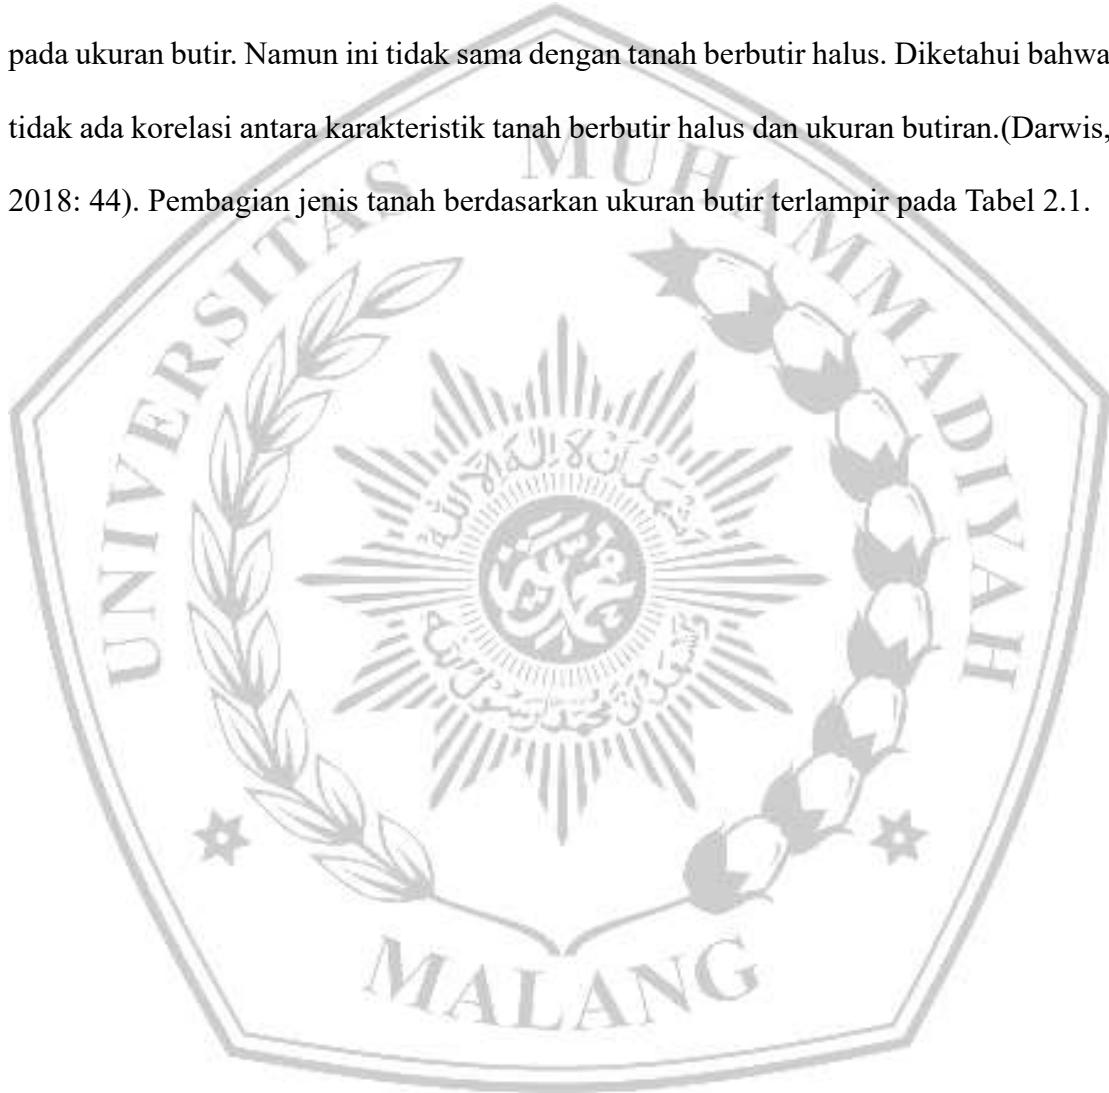 pada ukuran butir. Namun ini tidak sama dengan tanah berbutir halus. Diketahui bahwa
tidak ada korelasi antara karakteristik tanah berbutir halus dan ukuran butiran.(Darwis,
2018: 44). Pembagian jenis tanah berdasarkan ukuran butir terlampir pada Tabel 2.1.
UNIVERSITAS MUHAMMADIYAH
MALANG